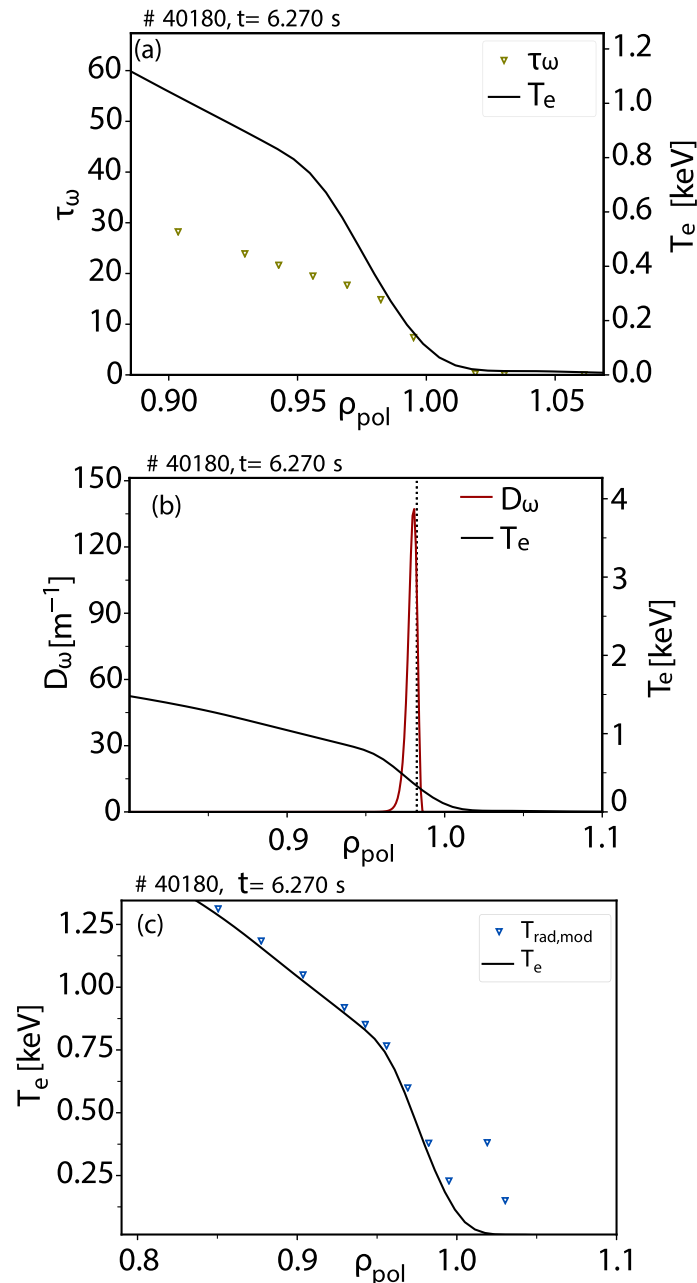 # 40180, t= 6.270 s
(a)
τω
Te
60
50
40
30
20
10
0
τω
1.2
1.0
0.8
0.6
0.4
0.2
0.0
Te [keV]
0.90 0.95 1.00 1.05
ρpol
# 40180, t= 6.270 s
(b)
Dω
Te
150
120
90
60
30
0
Dω [m−1]
4
3
2
1
0
Te [keV]
0.9 1.0 1.1
ρpol
# 40180, t= 6.270 s
(c)
Trad,mod
Te
1.25
1.00
0.75
0.50
0.25
Te [keV]
0.8 0.9 1.0 1.1
ρpol